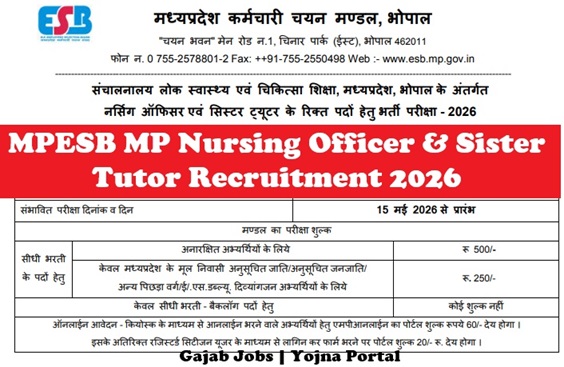 ESB
मध्यप्रदेश कर्मचारी चयन मण्डल, भोपाल
"चयन भवन" मेन रोड न.1, चिनार पार्क (ईस्ट), भोपाल 462011
फोन न. 0 755-2578801-2 Fax: ++91-755-2550498 Web :- www.esb.mp.gov.in
संचालनालय लोक स्वास्थ्य एवं चिकित्सा शिक्षा, मध्यप्रदेश, भोपाल के अंतर्गत
नर्सिंग ऑफिसर एवं सिस्टर ट्यूटर के रिक्त पदों हेतु भर्ती परीक्षा - 2026
MPESB MP Nursing Officer & Sister
Tutor Recruitment 2026
संभावित परीक्षा दिनांक व दिन 15 मई 2026 से प्रारंभ
मण्डल का परीक्षा शुल्क
सीधी भरती के पदों हेतु
अनारक्षित अभ्यर्थियों के लिये रू 500/-
केवल मध्यप्रदेश के मूल निवासी अनुसूचित जाति/अनुसूचित जनजाति/
अन्य पिछड़ा वर्ग/ई/.एस.डब्ल्यू. दिव्यांगजन अभ्यर्थियों के लिये रू.250/-
केवल सीधी भरती - बैकलॉग पदों हेतु कोई शुल्क नहीं
ऑनलाईन आवेदन - कियोस्क के माध्यम से आनलाईन भरने वाले अभ्यर्थियों हेतु एमपीआनलाईन का पोर्टल शुल्क रूपये 60/- देय होगा ।
इसके अतिरिक्त रजिस्टर्ड सिटीजन यूजर के माध्यम से लागिन कर फार्म भरने पर पोर्टल शुल्क 20/- रू. देय होगा ।
Gajab Jobs | Yojna Portal